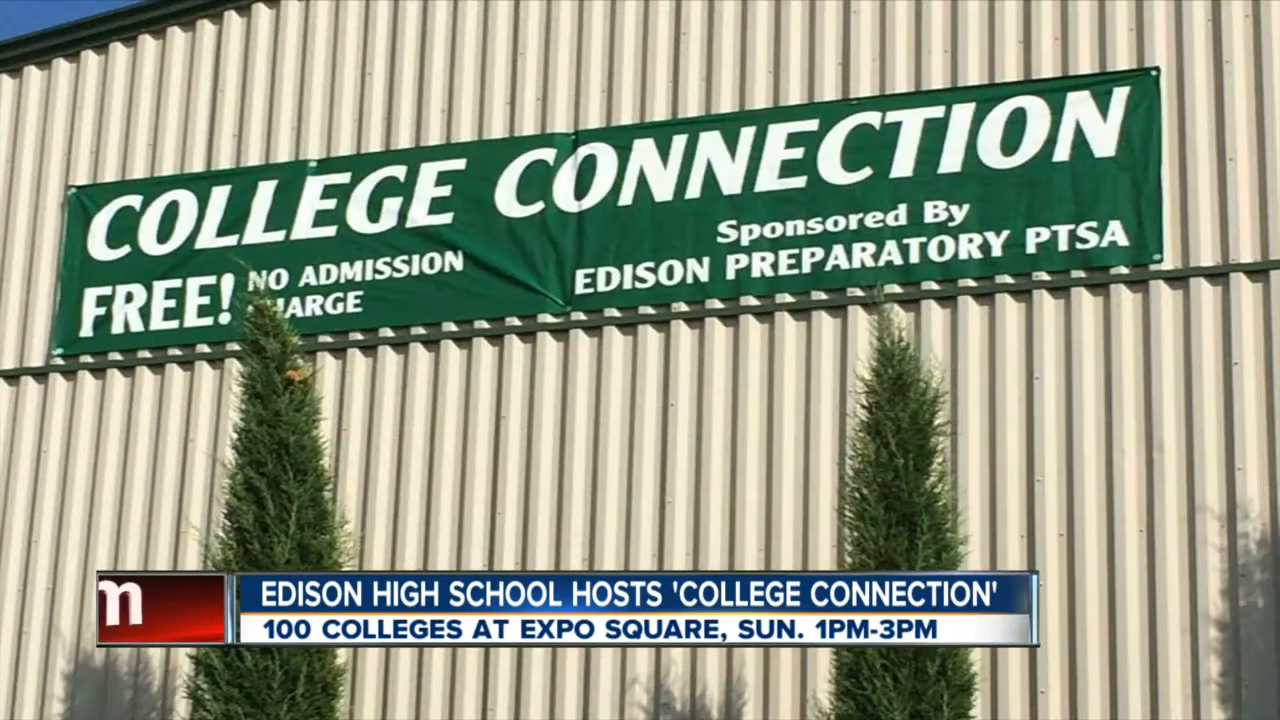 COLLEGE CONNECTION
FREE! NO ADMISSION
CHARGE
Sponsored By
EDISON PREPARATORY PTSA
m EDISON HIGH SCHOOL HOSTS 'COLLEGE CONNECTION'
100 COLLEGES AT EXPO SQUARE, SUN. 1PM-3PM